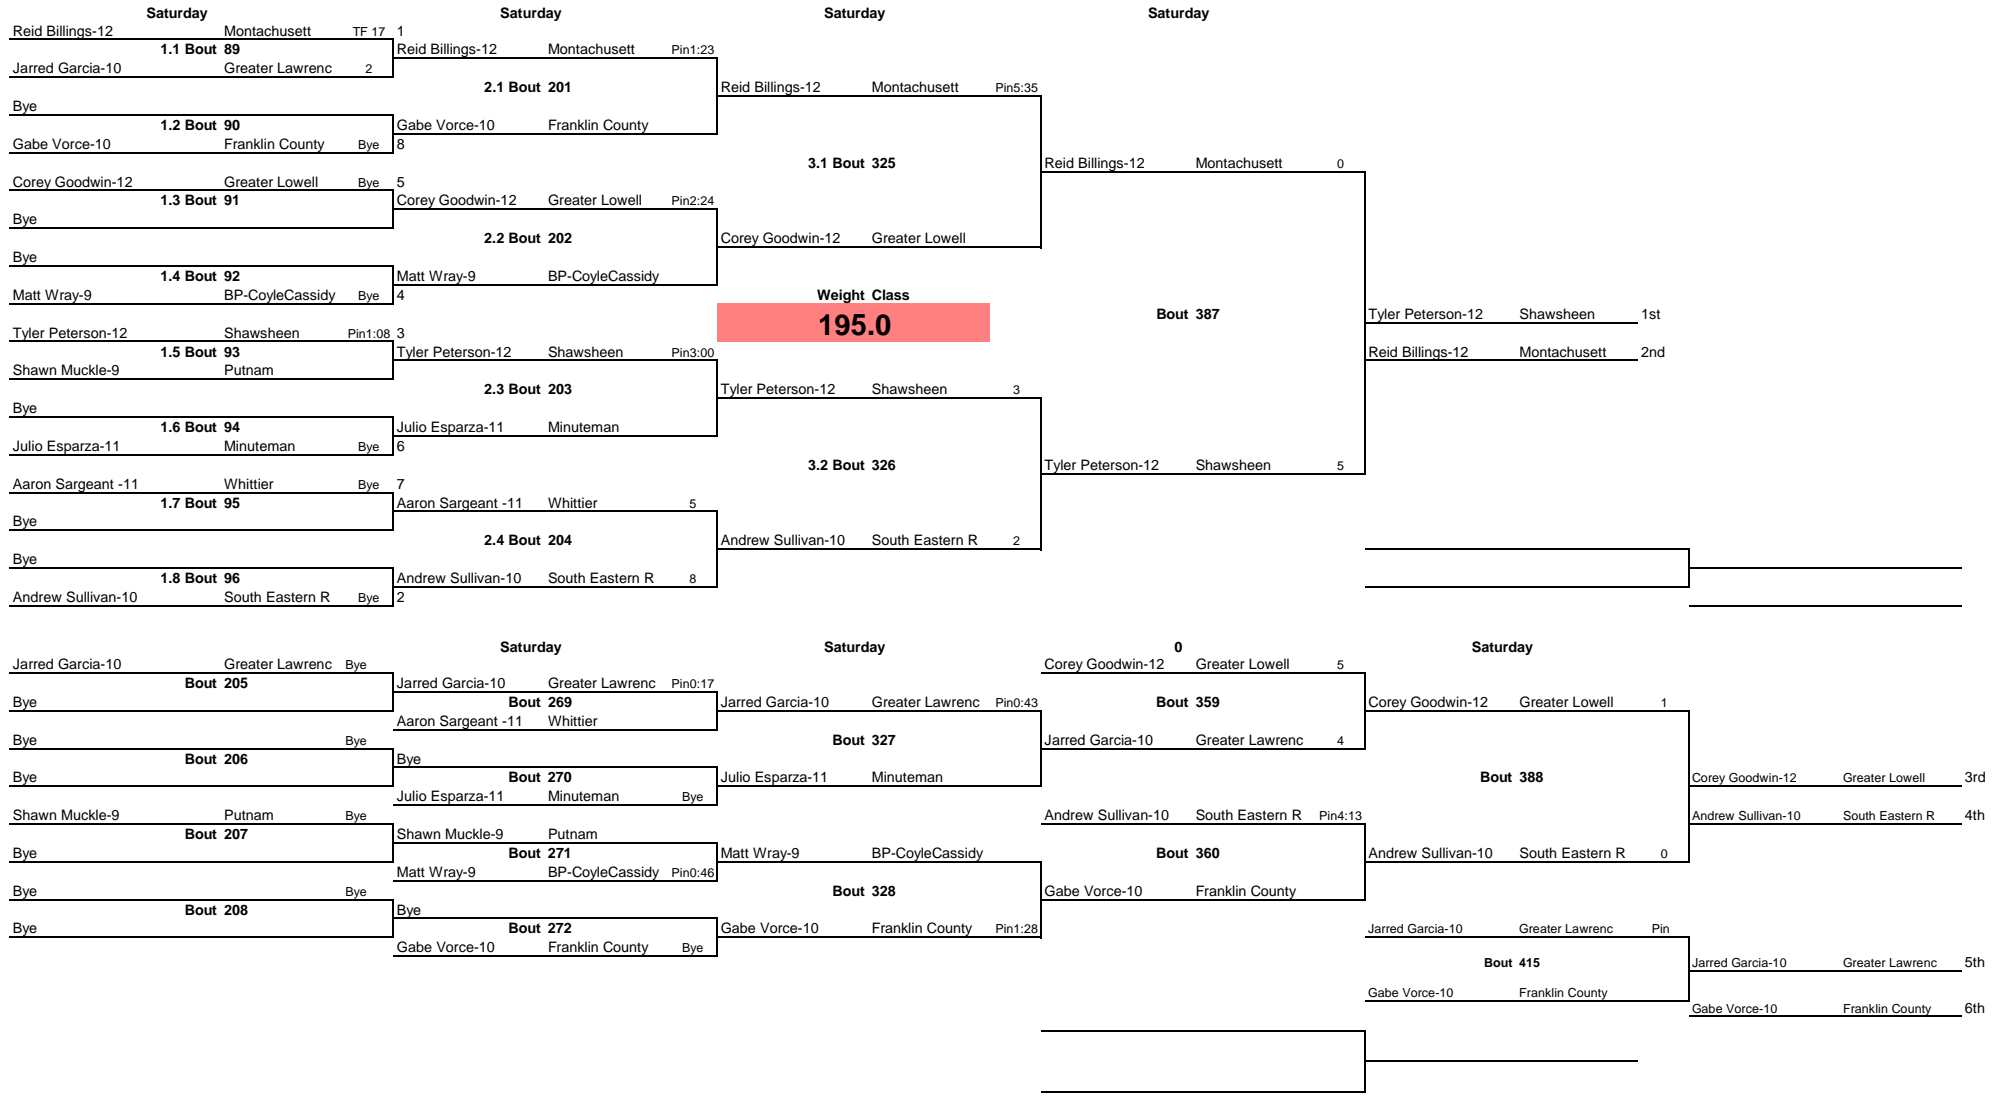 Saturday Saturday Saturday Saturday
Reid Billings-12 Montachusett TF 17 1
1.1 Bout 89 Reid Billings-12 Montachusett Pin1:23
Jarred Garcia-10 Greater Lawrenc 2
2.1 Bout 201 Reid Billings-12 Montachusett Pin5:35
Bye
1.2 Bout 90 Gabe Vorce-10 Franklin County
Gabe Vorce-10 Franklin County Bye 8
3.1 Bout 325 Reid Billings-12 Montachusett 0
Corey Goodwin-12 Greater Lowell Bye 5
1.3 Bout 91 Corey Goodwin-12 Greater Lowell Pin2:24
Bye
2.2 Bout 202 Corey Goodwin-12 Greater Lowell
Bye
1.4 Bout 92 Matt Wray-9 BP-CoyleCassidy
Matt Wray-9 BP-CoyleCassidy Bye 4 Weight Class
195.0 Bout 387 Tyler Peterson-12 Shawsheen 1st
Tyler Peterson-12 Shawsheen Pin1:08 3
1.5 Bout 93 Tyler Peterson-12 Shawsheen Pin3:00 Reid Billings-12 Montachusett 2nd
Shawn Muckle-9 Putnam
2.3 Bout 203 Tyler Peterson-12 Shawsheen 3
Bye
1.6 Bout 94 Julio Esparza-11 Minuteman
Julio Esparza-11 Minuteman Bye 6
3.2 Bout 326 Tyler Peterson-12 Shawsheen 5
Aaron Sargeant -11 Whittier Bye 7
1.7 Bout 95 Aaron Sargeant -11 Whittier 5
Bye
2.4 Bout 204 Andrew Sullivan-10 South Eastern R 2
Bye
1.8 Bout 96 Andrew Sullivan-10 South Eastern R 8
Andrew Sullivan-10 South Eastern R Bye 2
Saturday Saturday 0 Saturday
Jarred Garcia-10 Greater Lawrenc Bye Corey Goodwin-12 Greater Lowell 5
Bout 205 Jarred Garcia-10 Greater Lawrenc Pin0:17
Bye Bout 269 Jarred Garcia-10 Greater Lawrenc Pin0:43 Bout 359 Corey Goodwin-12 Greater Lowell 1
Aaron Sargeant -11 Whittier
Bye Bye Bout 327 Jarred Garcia-10 Greater Lawrenc 4
Bout 206 Bye
Bye Bout 270 Julio Esparza-11 Minuteman Bout 388 Corey Goodwin-12 Greater Lowell 3rd
Julio Esparza-11 Minuteman Bye
Shawn Muckle-9 Putnam Bye Andrew Sullivan-10 South Eastern R Pin4:13 Andrew Sullivan-10 South Eastern R 4th
Bout 207 Shawn Muckle-9 Putnam
Bye Bout 271 Matt Wray-9 BP-CoyleCassidy Bout 360 Andrew Sullivan-10 South Eastern R 0
Matt Wray-9 BP-CoyleCassidy Pin0:46
Bye Bye Bout 328 Gabe Vorce-10 Franklin County
Bout 208 Bye
Bye Bout 272 Gabe Vorce-10 Franklin County Pin1:28 Jarred Garcia-10 Greater Lawrenc Pin
Gabe Vorce-10 Franklin County Bye
Bout 415 Jarred Garcia-10 Greater Lawrenc 5th
Gabe Vorce-10 Franklin County
Gabe Vorce-10 Franklin County 6th